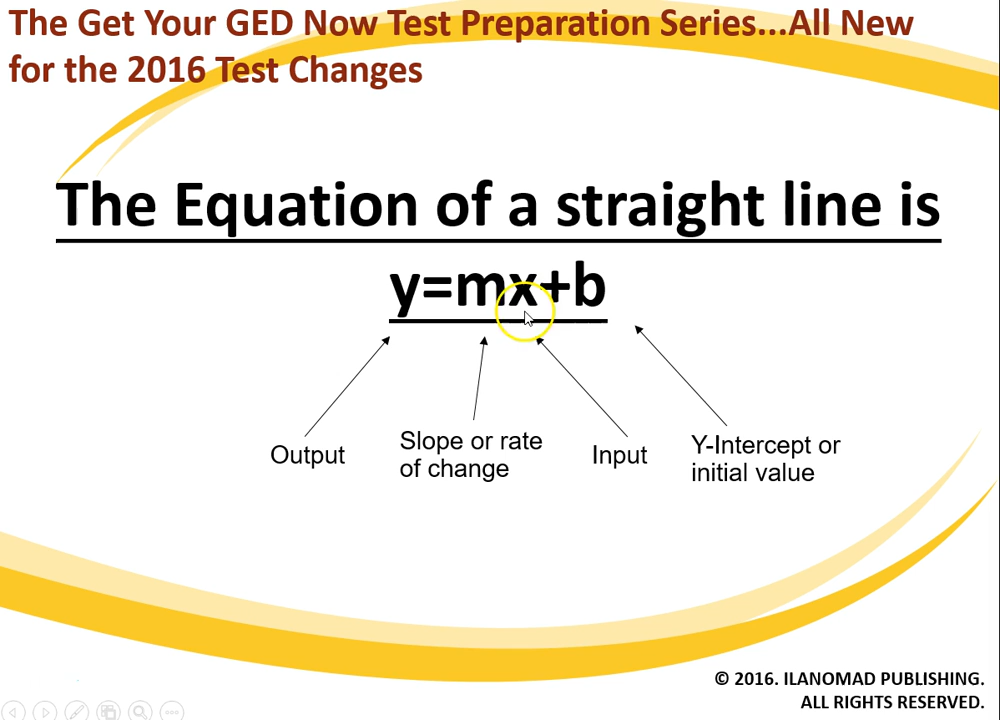 The Get Your GED Now Test Preparation Series...All New
for the 2016 Test Changes
The Equation of a straight line is
y=mx+b
Output
Slope or rate
of change
Input
Y-Intercept or
initial value
© 2016. ILANOMAD PUBLISHING.
ALL RIGHTS RESERVED.